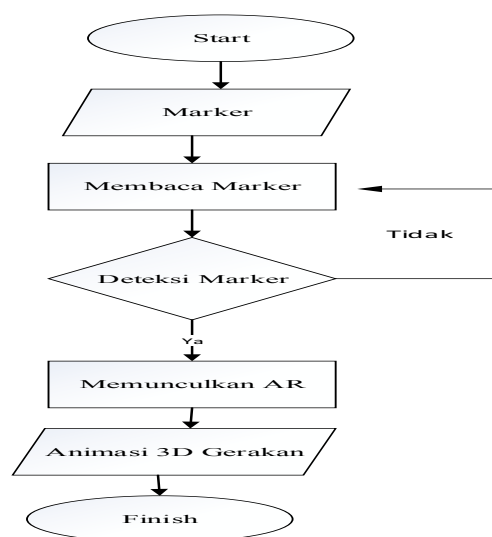 Start
Marker
Membaca Marker
Tidak
Deteksi Marker
Ya
Memunculkan AR
Animasi 3D Gerakan
Finish